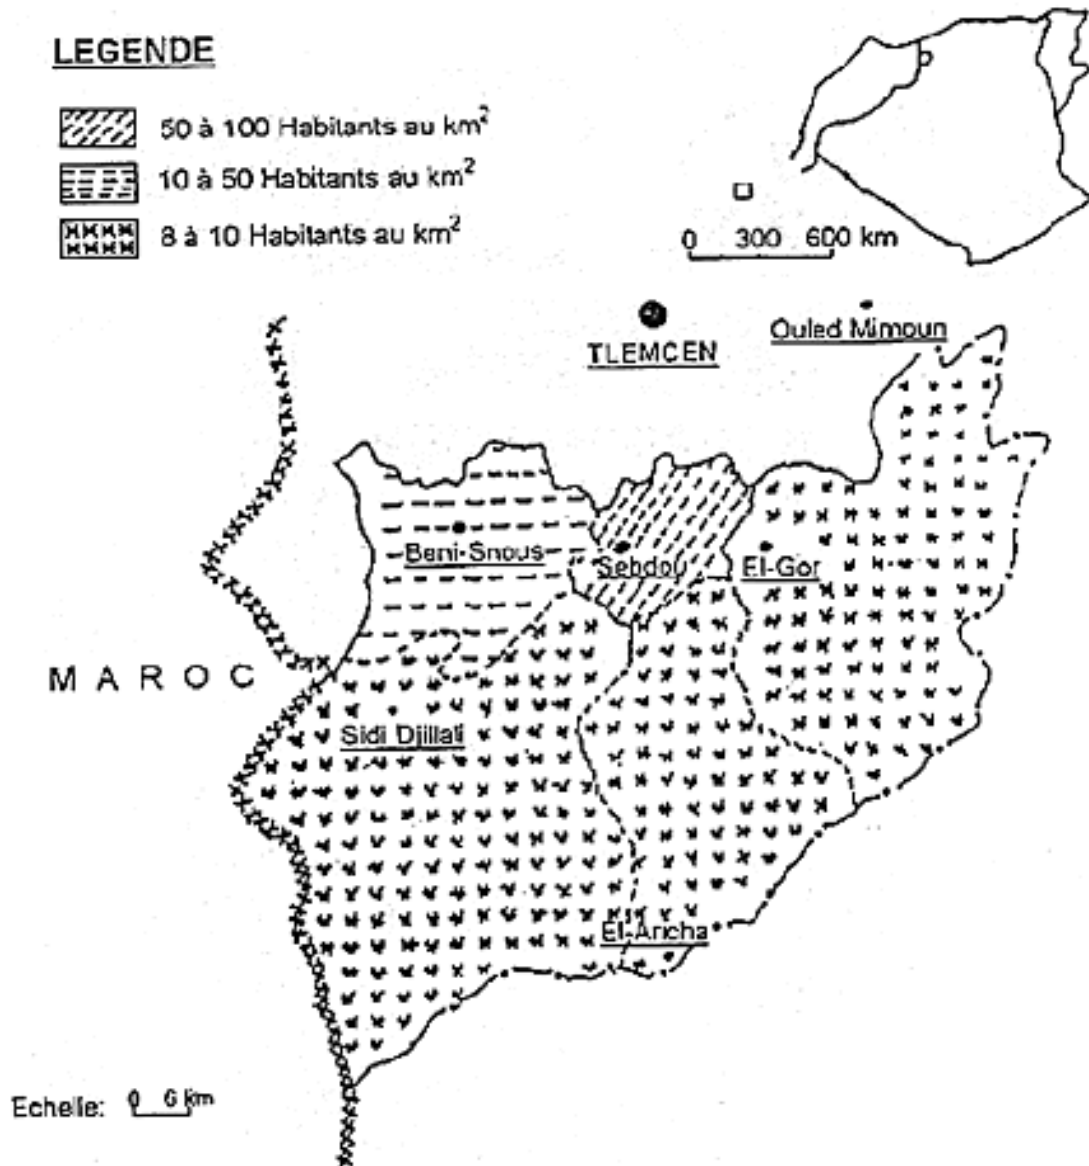 LEGENDE
50 à 100 Habitants au km²
10 à 50 Habitants au km²
8 à 10 Habitants au km²
0 300 600 km
TLEMCEN
Ouled Mimoun
Beni-Snous
Sebdou
El-Gor
MAROC
Sidi Djillali
El-Aricha
Echelle: 0 6 km